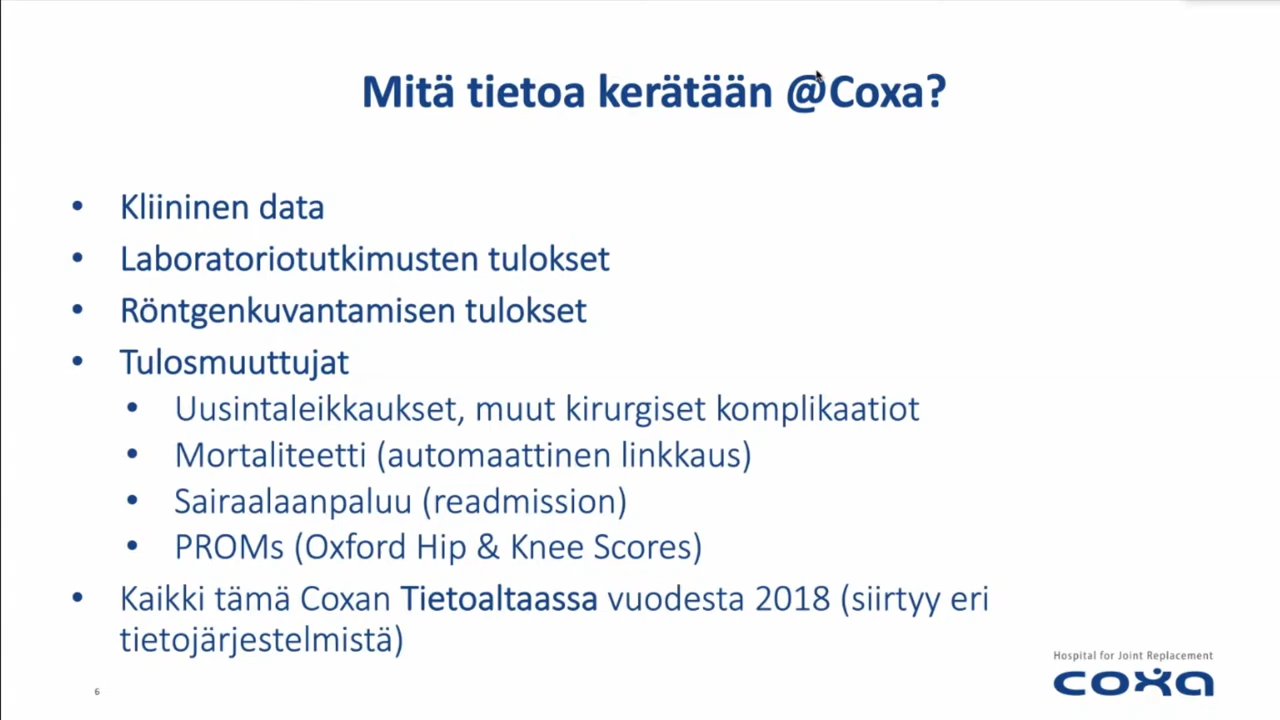 Mitä tietoa kerätään @Coxa?
• Kliininen data
• Laboratoriotutkimusten tulokset
• Röntgenkuvantamisen tulokset
• Tulosmuuttujat
• Uusintaleikkaukset, muut kirurgiset komplikaatiot
• Mortaliteetti (automaattinen linkkaus)
• Sairaalaanpaluu (readmission)
• PROMs (Oxford Hip & Knee Scores)
• Kaikki tämä Coxan Tietoaltaassa vuodesta 2018 (siirtyy eri
tietojärjestelmistä)
Hospital for Joint Replacement
coxa
6